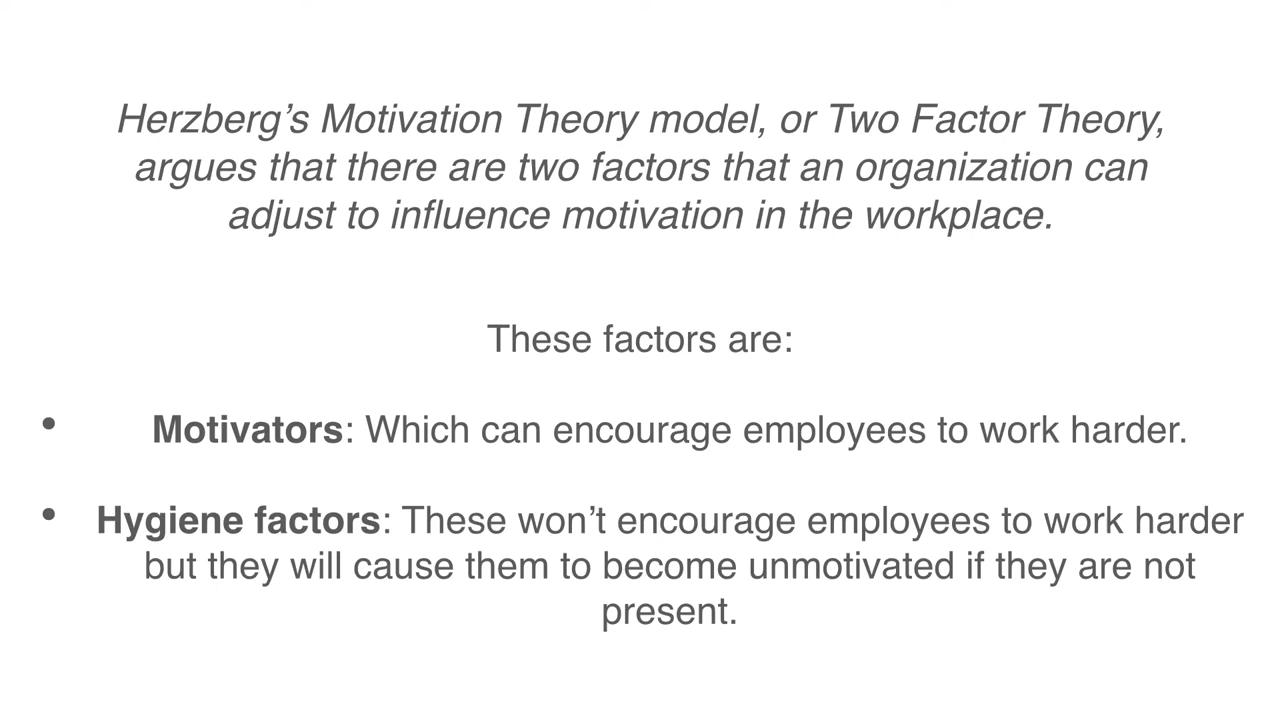 Herzberg’s Motivation Theory model, or Two Factor Theory,
argues that there are two factors that an organization can
adjust to influence motivation in the workplace.
These factors are:
• Motivators: Which can encourage employees to work harder.
• Hygiene factors: These won’t encourage employees to work harder
but they will cause them to become unmotivated if they are not
present.